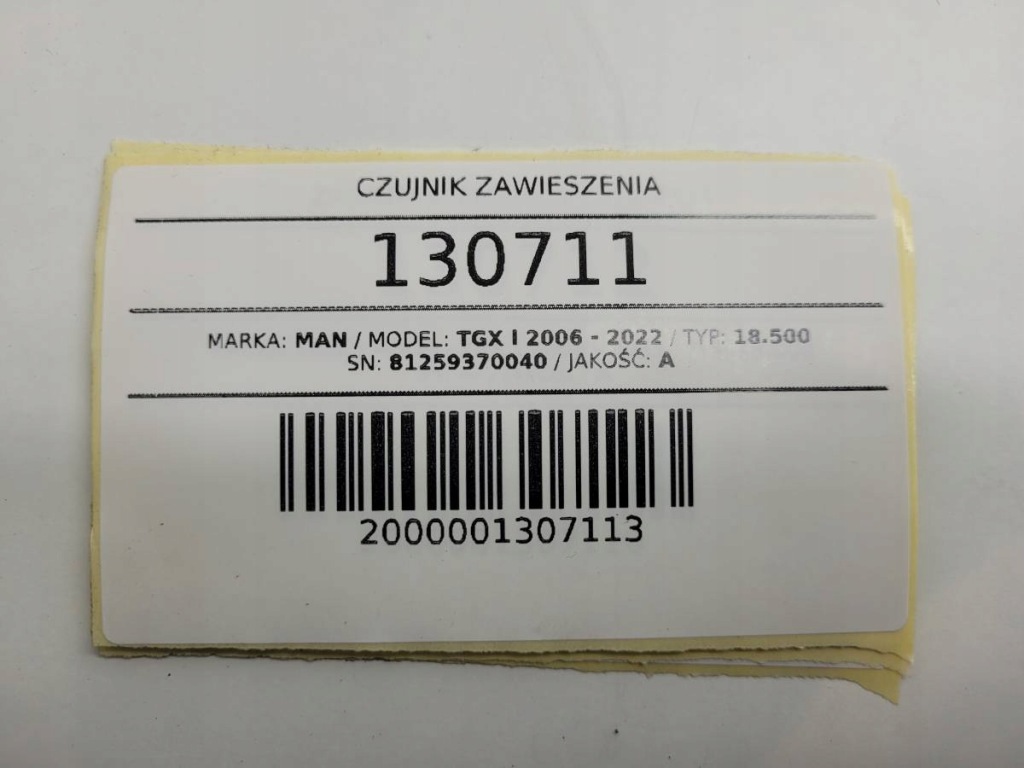 CZUJNIK ZAWIESZENIA
130711
MARKA: MAN / MODEL: TGX I 2006 - 2022 / TYP: 18.500
SN: 81259370040 / JAKOŚĆ: A
2000001307113